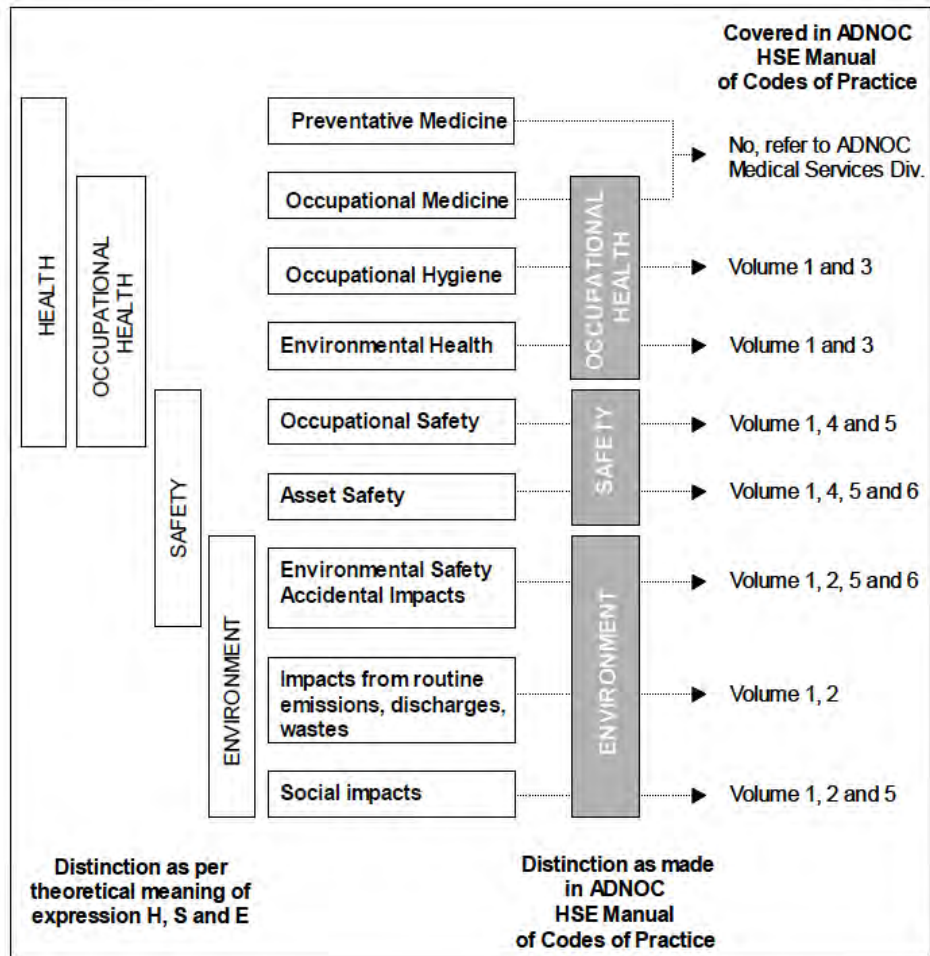 Covered in ADNOC
HSE Manual
of Codes of Practice
HEALTH
OCCUPATIONAL
HEALTH
SAFETY
ENVIRONMENT
Preventative Medicine
No, refer to ADNOC
Medical Services Div.
Occupational Medicine
OCCUPATIONAL
HEALTH
Occupational Hygiene
Volume 1 and 3
Environmental Health
Volume 1 and 3
SAFETY
Occupational Safety
Volume 1, 4 and 5
Asset Safety
Volume 1, 4, 5 and 6
ENVIRONMENT
Environmental Safety
Accidental Impacts
Volume 1, 2, 5 and 6
Impacts from routine
emissions, discharges,
wastes
Volume 1, 2
Social impacts
Volume 1, 2 and 5
Distinction as per
theoretical meaning of
expression H, S and E
Distinction as made
in ADNOC
HSE Manual
of Codes of Practice